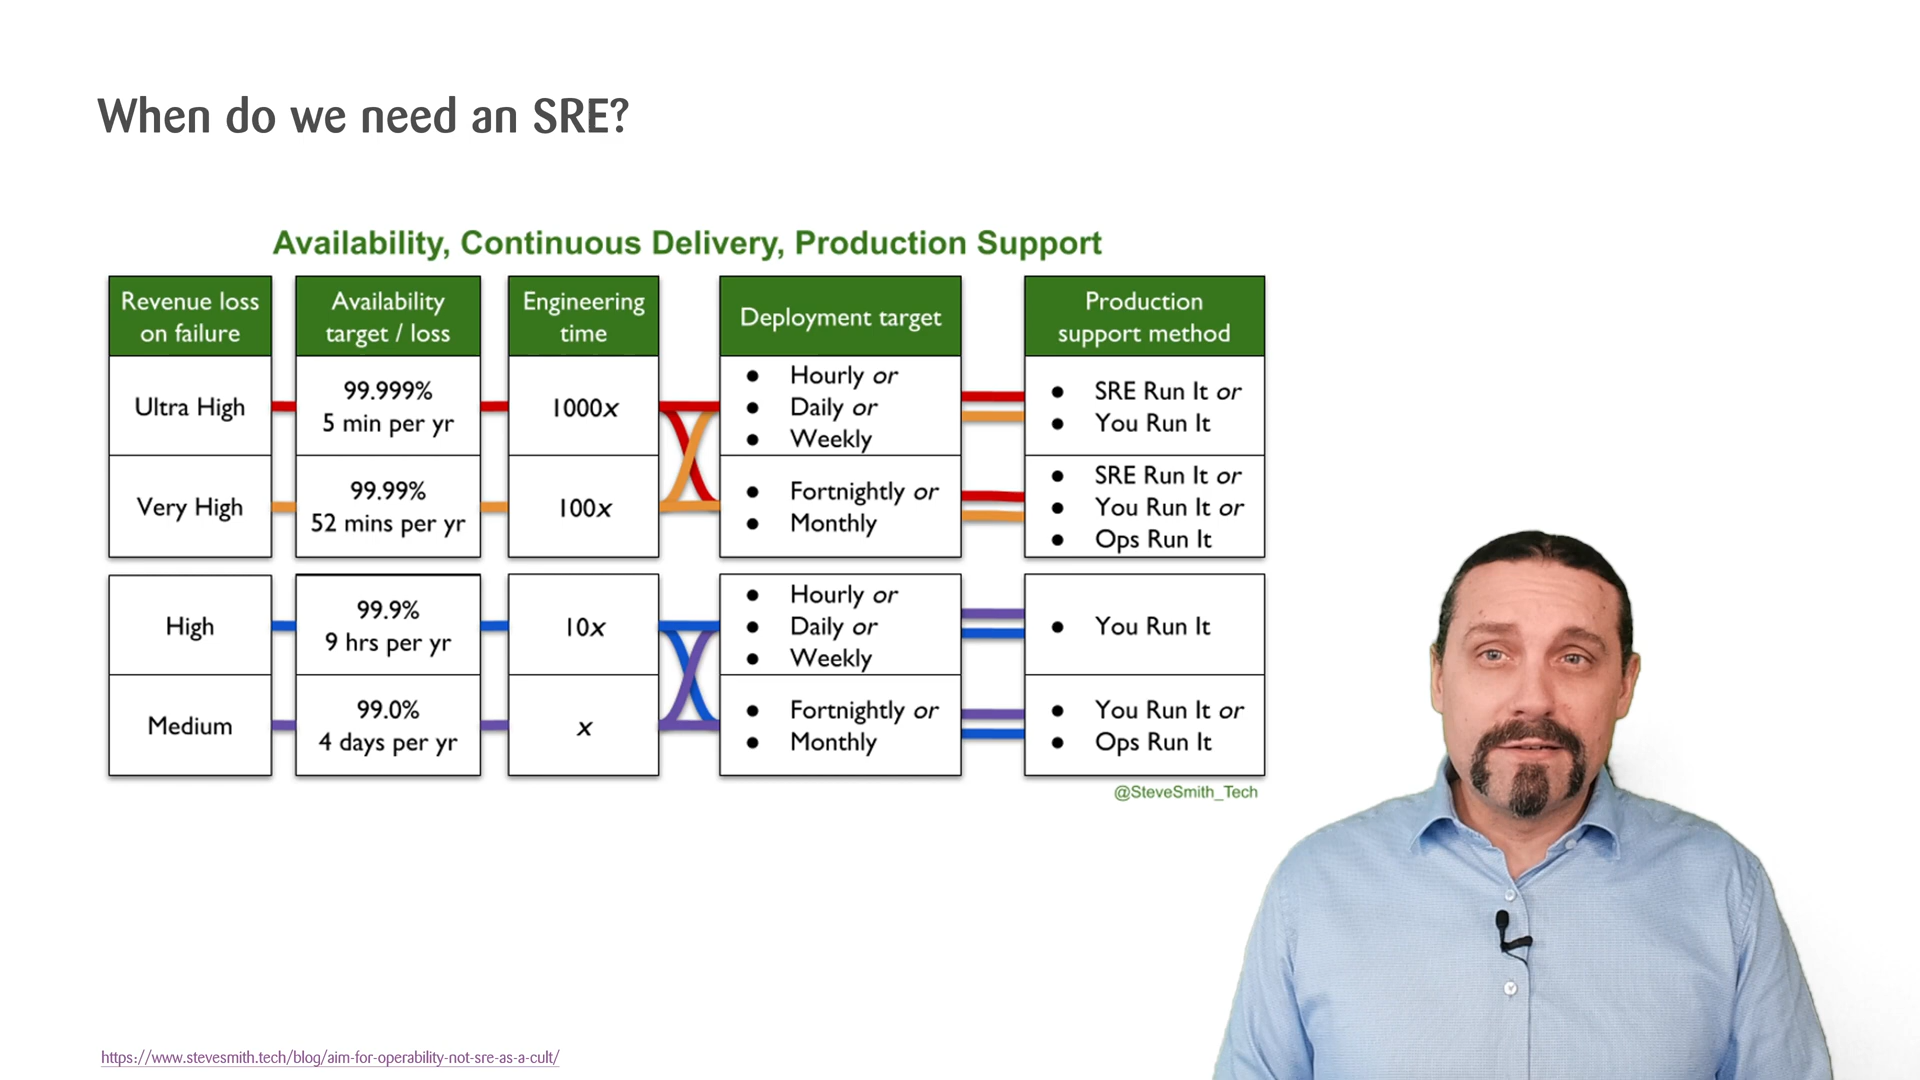 When do we need an SRE?
Availability, Continuous Delivery, Production Support
Revenue loss
on failure
Availability
target / loss
Engineering
time
Deployment target
Production
support method
Ultra High
99.999%
5 min per yr
1000x
● Hourly or
● Daily or
● Weekly
● SRE Run It or
● You Run It
Very High
99.99%
52 mins per yr
100x
● Fortnightly or
● Monthly
● SRE Run It or
● You Run It or
● Ops Run It
High
99.9%
9 hrs per yr
10x
● Hourly or
● Daily or
● Weekly
● You Run It
Medium
99.0%
4 days per yr
x
● Fortnightly or
● Monthly
● You Run It or
● Ops Run It
@SteveSmith_Tech
https://www.stevesmith.tech/blog/aim-for-operability-not-sre-as-a-cult/